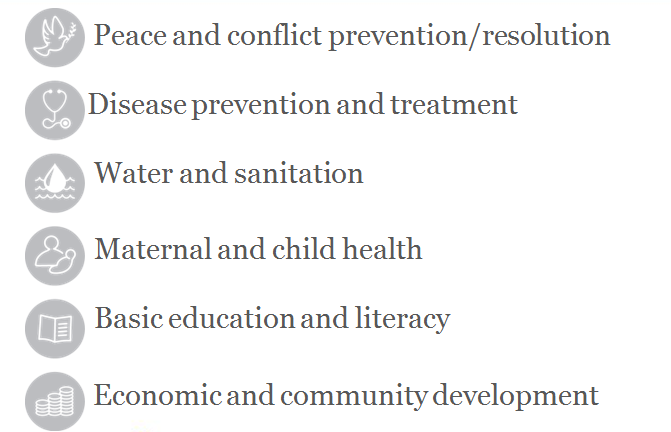 Peace and conflict prevention/resolution
Disease prevention and treatment
Water and sanitation
Maternal and child health
Basic education and literacy
Economic and community development